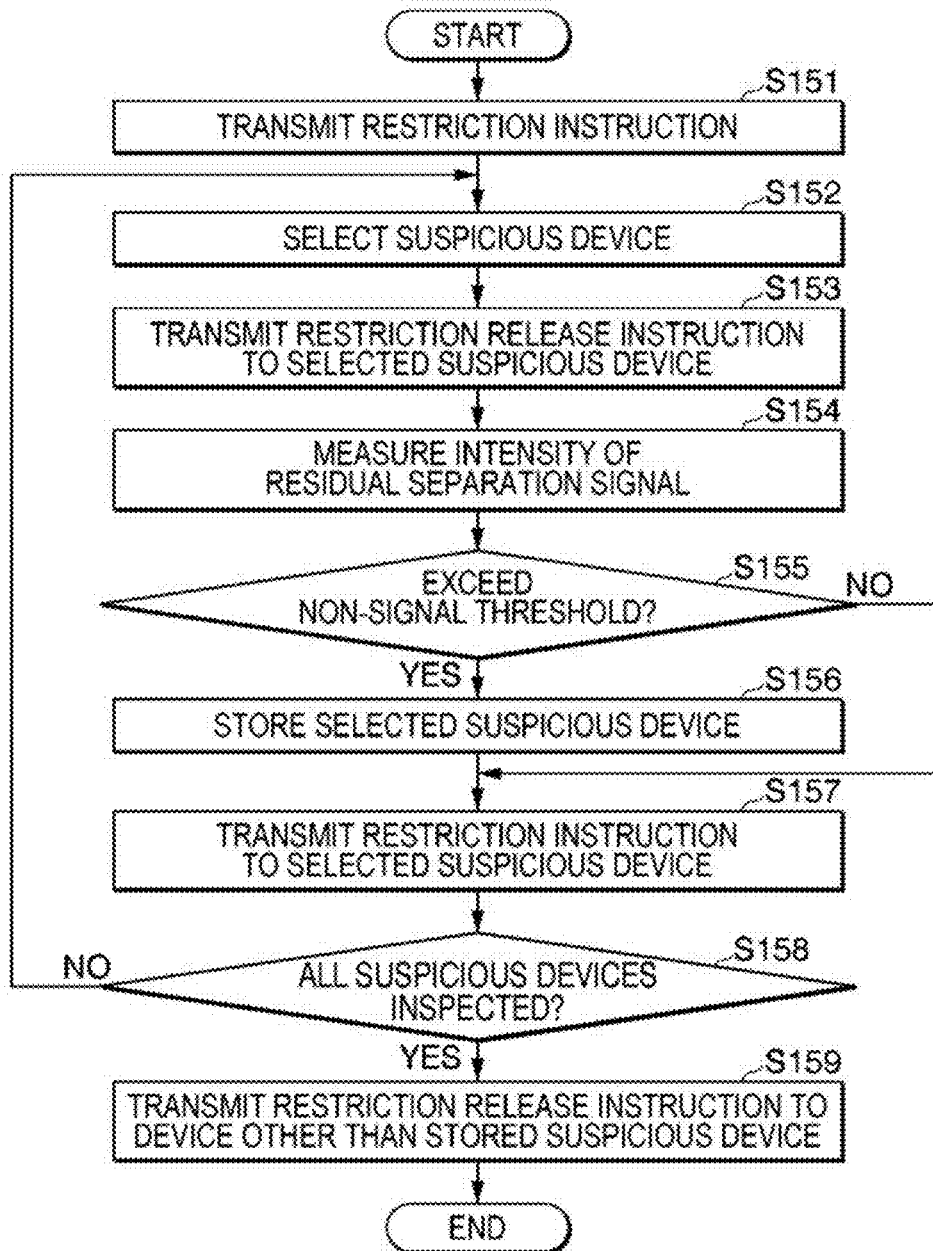 START
S151
TRANSMIT RESTRICTION INSTRUCTION
S152
SELECT SUSPICIOUS DEVICE
S153
TRANSMIT RESTRICTION RELEASE INSTRUCTION
TO SELECTED SUSPICIOUS DEVICE
S154
MEASURE INTENSITY OF
RESIDUAL SEPARATION SIGNAL
S155
EXCEED
NON-SIGNAL THRESHOLD?
NO
YES
S156
STORE SELECTED SUSPICIOUS DEVICE
S157
TRANSMIT RESTRICTION INSTRUCTION
TO SELECTED SUSPICIOUS DEVICE
S158
NO
ALL SUSPICIOUS DEVICES
INSPECTED?
YES
S159
TRANSMIT RESTRICTION RELEASE INSTRUCTION TO
DEVICE OTHER THAN STORED SUSPICIOUS DEVICE
END